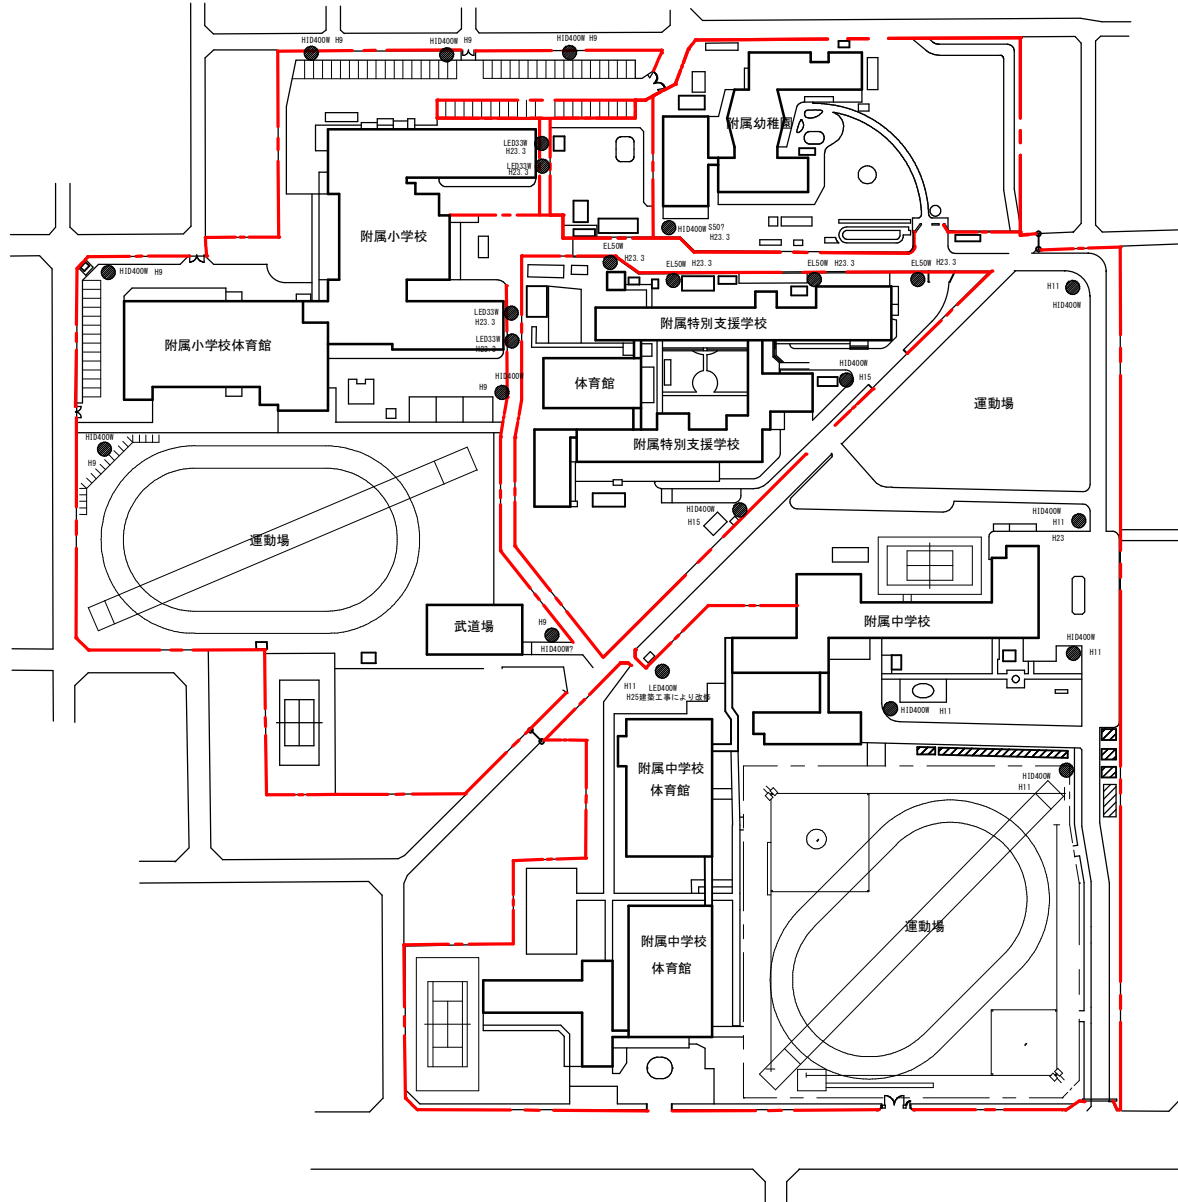 HID400W H9
HID400W H9
HID400W H9
附属幼稚園
LED33W
H23.3
LED33W
H23.3
附属小学校
HID400W S50?
H23.3
EL50W
H23.3
EL50W H23.3
EL50W H23.3
EL50W H23.3
HID400W H9
H11
HID400W
LED33W
H23.3
LED33W
H23.3
附属特別支援学校
附属小学校体育館
HID400W
H9
体育館
HID400W
H15
運動場
HID400W
H9
附属特別支援学校
HID400W
H15
HID400W
H11
H23
運動場
武道場
H9
HID400W?
附属中学校
HID400W
H11
H11
LED400W
H25建築工事により改修
HID400W H11
附属中学校
体育館
HID400W
H11
運動場
附属中学校
体育館